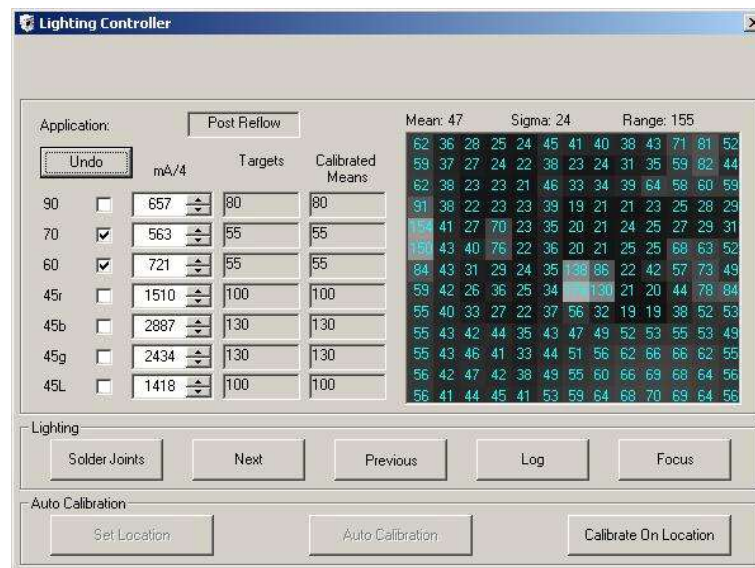 Lighting Controller
Application: Post Reflow
Undo mA/4 Targets Calibrated Means
90 657 80 80
70 563 55 55
60 721 55 55
45r 1510 100 100
45b 2887 130 130
45g 2434 130 130
45L 1418 100 100
Mean: 47 Sigma: 24 Range: 155
62 36 28 25 24 45 41 40 38 43 71 81 52
59 37 27 24 22 38 23 24 31 35 59 82 44
62 38 23 23 21 46 33 34 39 64 58 60 59
91 38 22 23 23 39 19 21 21 23 25 28 29
154 41 27 70 23 35 20 21 24 25 27 29 31
150 43 40 76 22 36 20 21 25 25 68 63 52
84 43 31 29 24 35 138 86 22 42 57 73 49
59 42 26 36 25 34 130 21 20 44 78 84
55 40 33 27 22 37 56 32 19 19 38 52 53
55 43 42 44 35 43 47 49 52 53 55 53 49
55 43 46 41 33 44 51 56 62 66 66 62 55
56 42 47 42 38 49 55 60 66 69 68 64 56
56 41 44 45 41 53 59 64 68 70 69 64 56
Lighting
Solder Joints Next Previous Log Focus
Auto Calibration
Set Location Auto Calibration Calibrate On Location